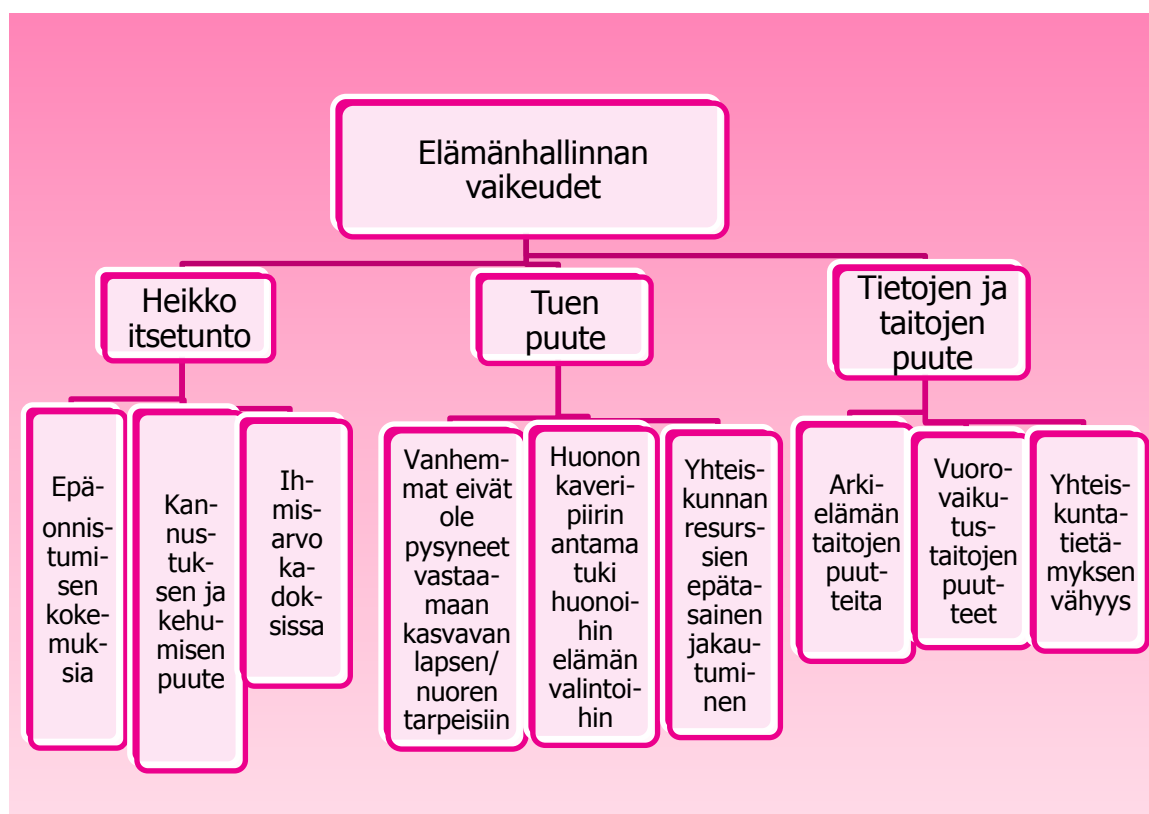 Elämänhallinnan
vaikeudet
Heikko
itsetunto
Tuen
puute
Tietojen ja
taitojen
puute
Epä-
onnis-
tumi-
sen
koke-
muk-
sia
Kan-
nus-
tuk-
sen ja
kehu-
misen
puute
Ih-
mis-
arvo
ka-
dok-
sissa
Vanhem-
mat eivät
ole
pysyneet
vastaa-
maan
kasvavan
lapsen/
nuoren
tarpeisiin
Huonon
kaveri-
piirin
antama
tuki
huonoi-
hin
elämän
valintoi-
hin
Yhteis-
kunnan
resurs-
sien
epäta-
sainen
jakau-
tumi-
nen
Arki-
elämän
taitojen
puut-
teita
Vuoro-
vaiku-
tus-
taitojen
puut-
teet
Yhteis-
kunta-
tietä-
myksen
vähyys